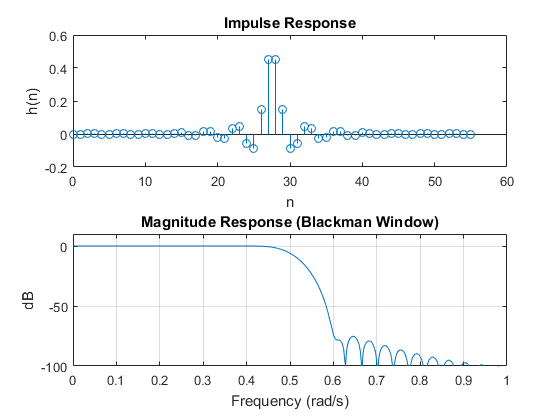 Impulse Response
0.6
0.4
0.2
0
-0.2
h(n)
0 10 20 30 40 50 60
n
Magnitude Response (Blackman Window)
0
-50
-100
dB
0 0.1 0.2 0.3 0.4 0.5 0.6 0.7 0.8 0.9 1
Frequency (rad/s)